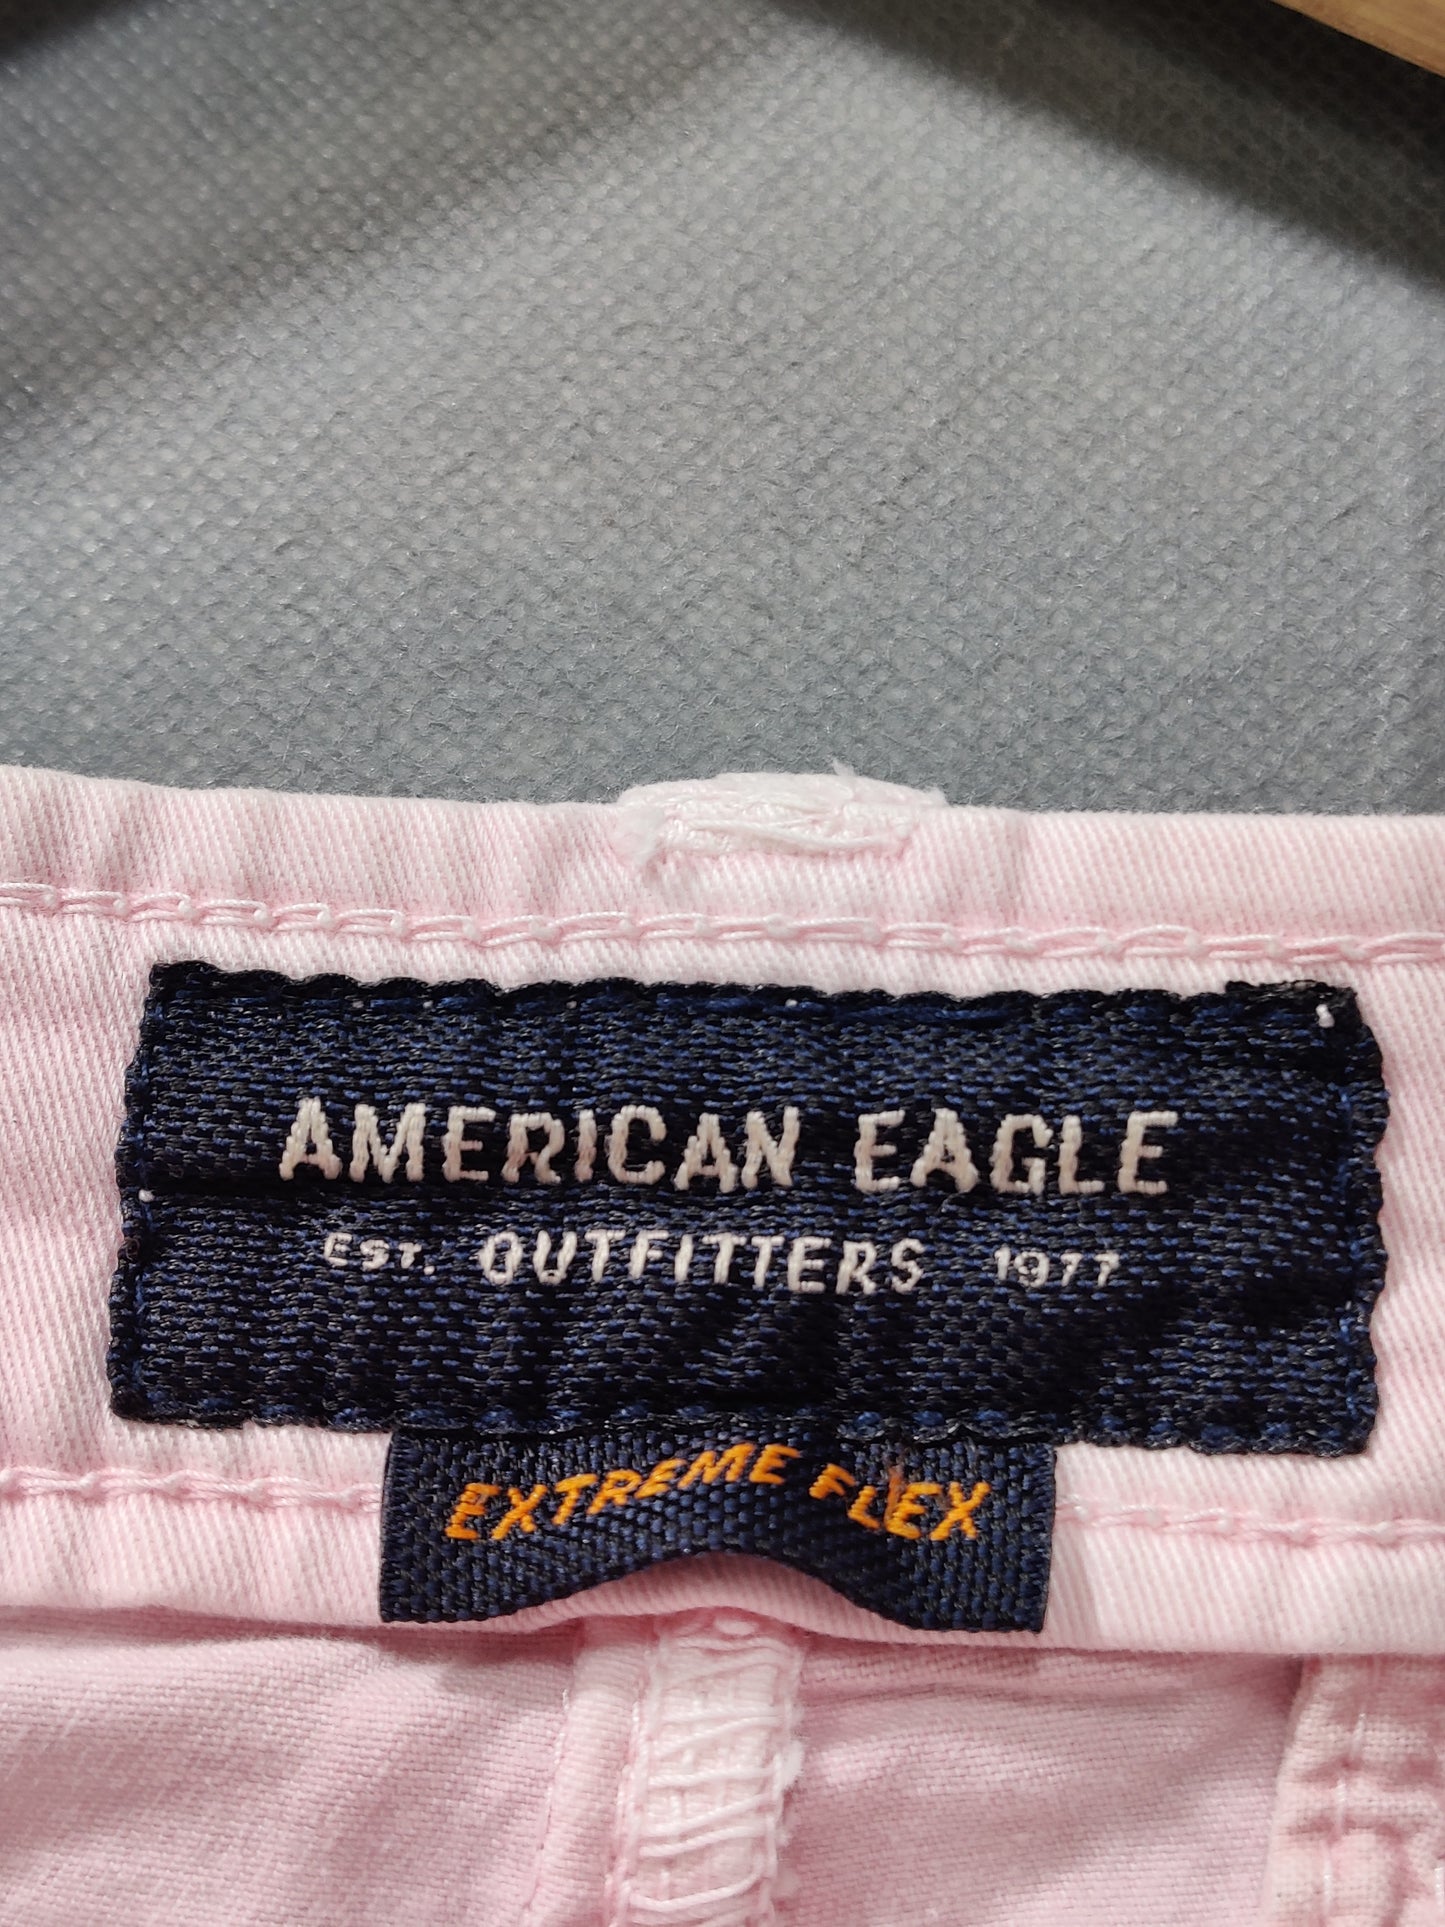 AMERICAN EAGLE
EST. OUTFITTERS 1977
EXTREME FLEX